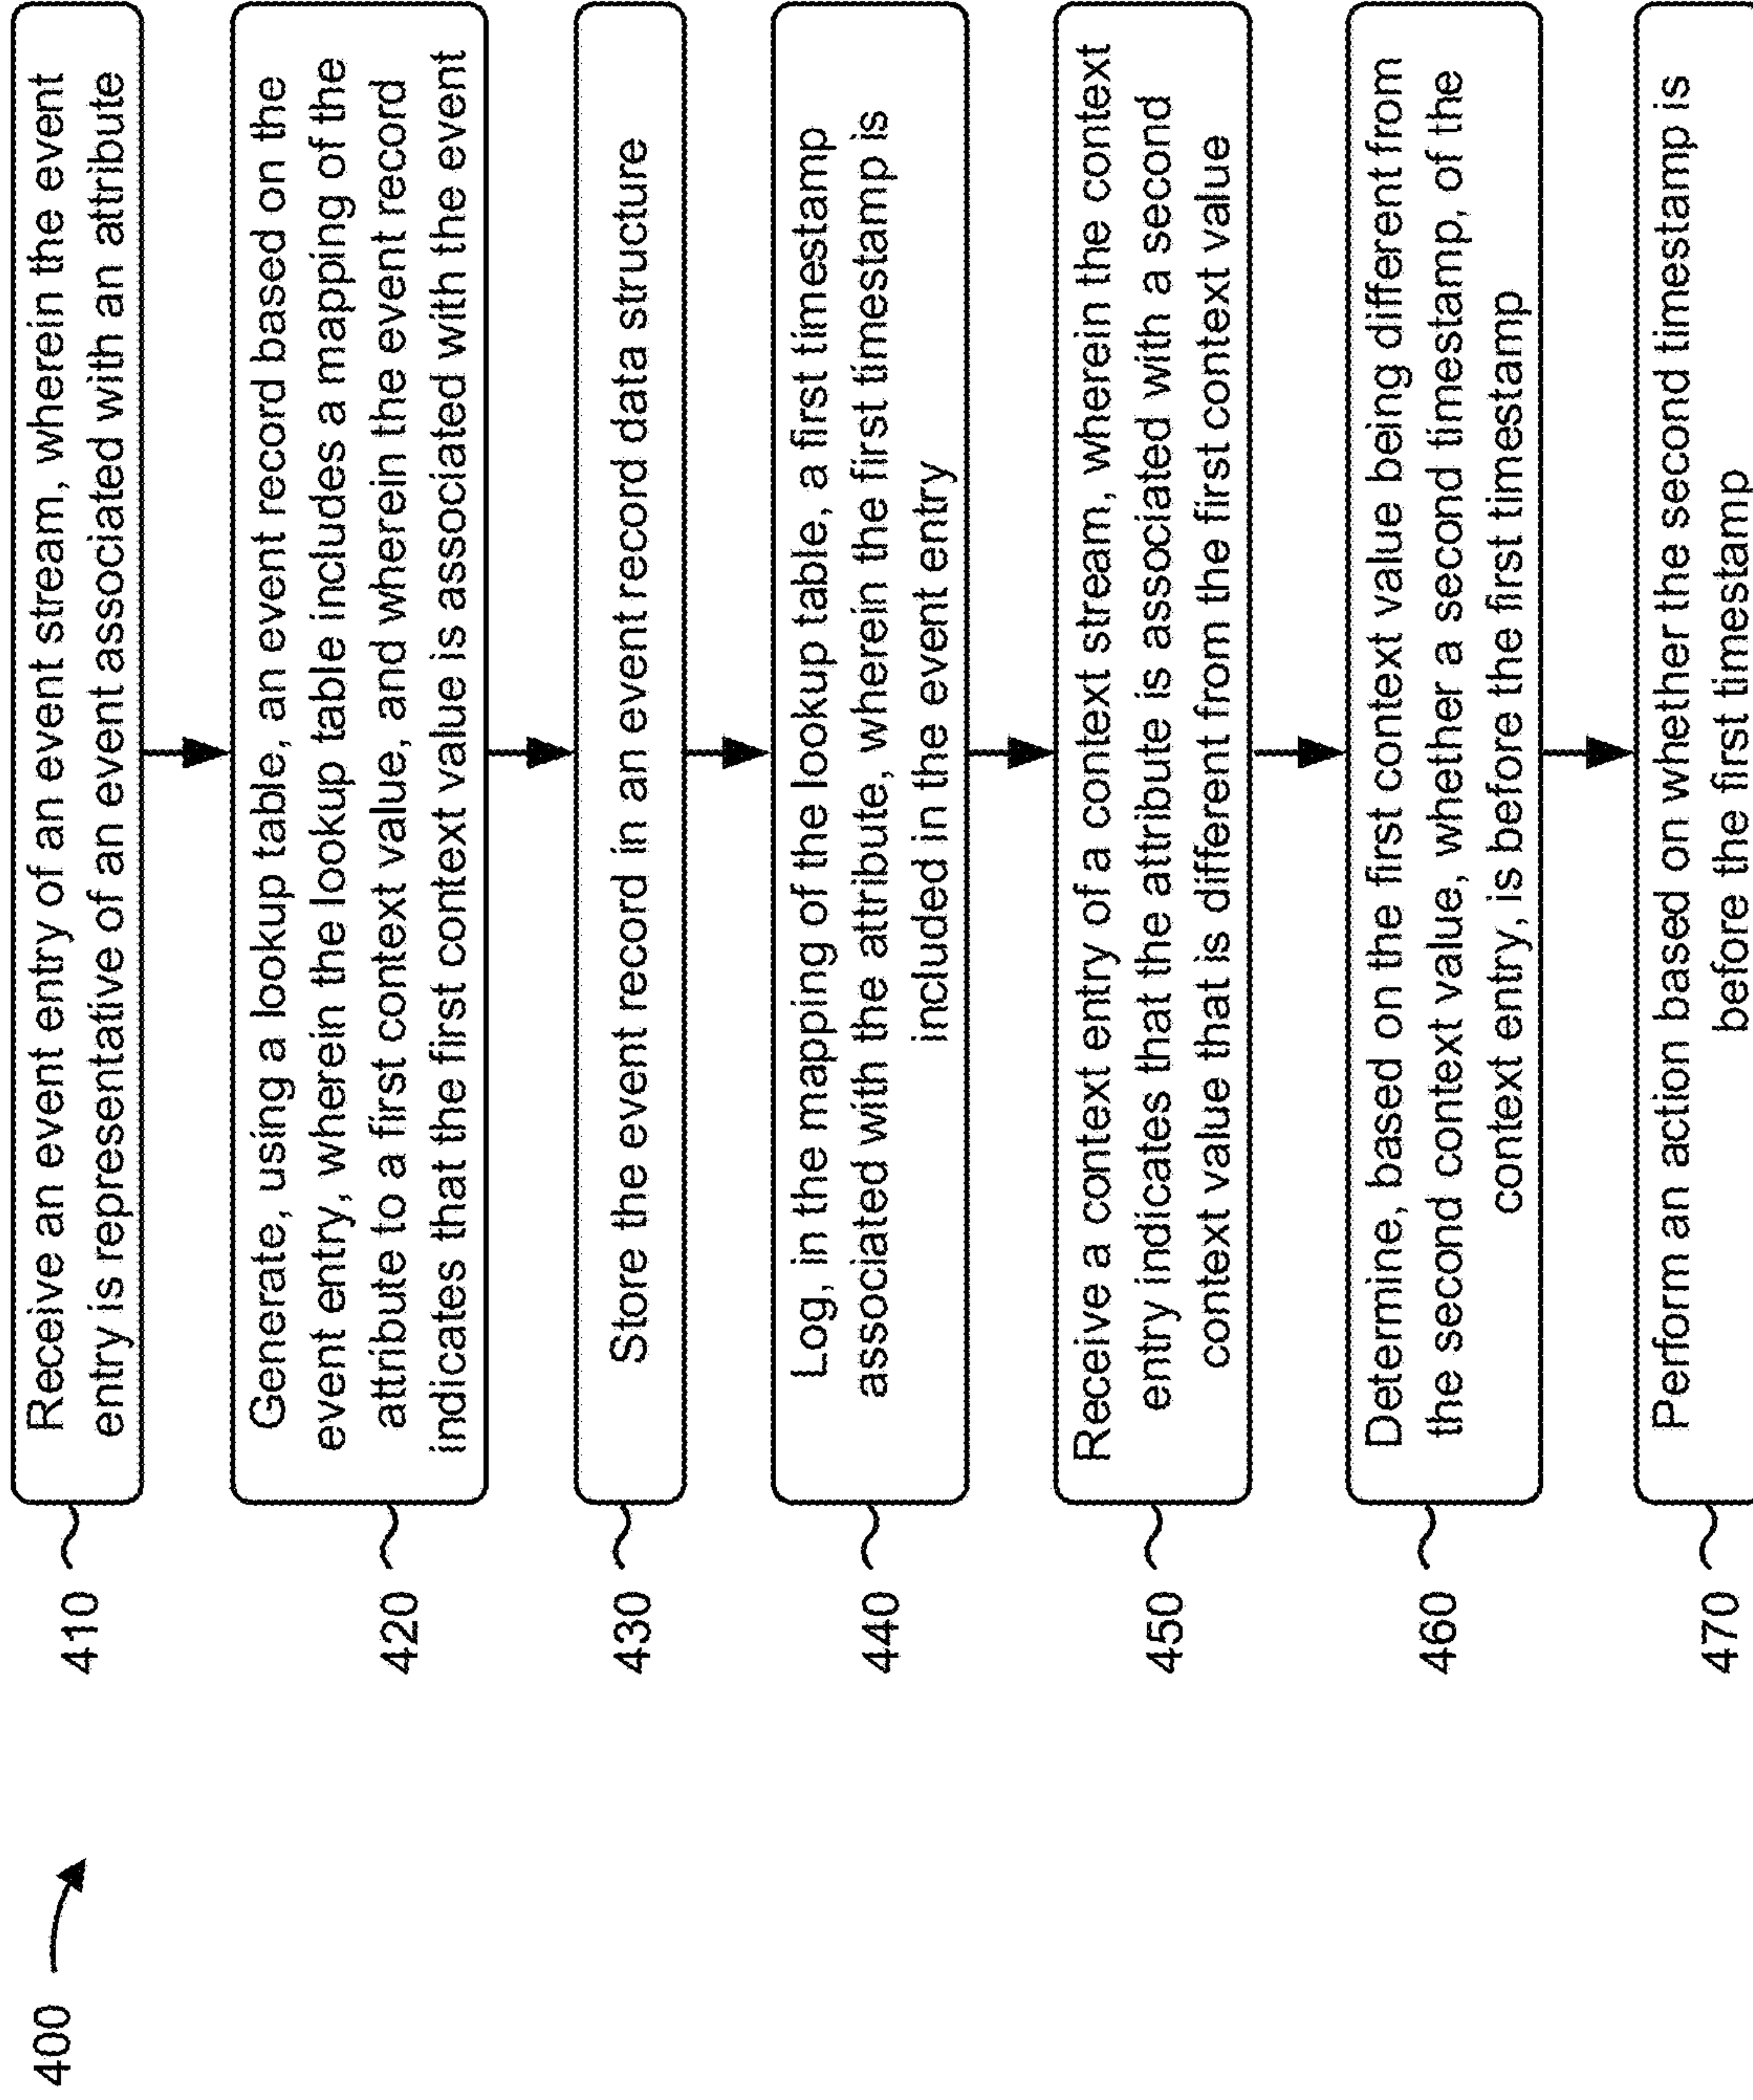 400
410
Receive an event entry of an event stream, wherein the event
entry is representative of an event associated with an attribute
420
Generate, using a lookup table, an event record based on the
event entry, wherein the lookup table includes a mapping of the
attribute to a first context value, and wherein the event record
indicates that the first context value is associated with the event
430
Store the event record in an event record data structure
440
Log, in the mapping of the lookup table, a first timestamp
associated with the attribute, wherein the first timestamp is
included in the event entry
450
Receive a context entry of a context stream, wherein the context
entry indicates that the attribute is associated with a second
context value that is different from the first context value
460
Determine, based on the first context value being different from
the second context value, whether a second timestamp, of the
context entry, is before the first timestamp
470
Perform an action based on whether the second timestamp is
before the first timestamp